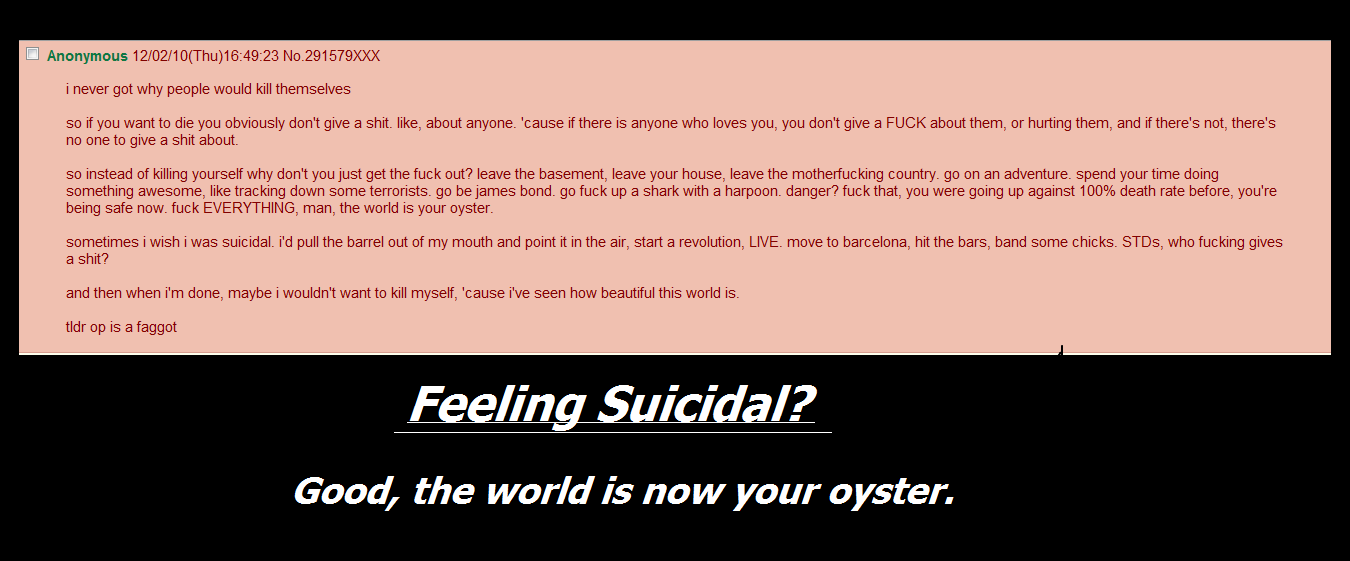 Anonymous 12/02/10(Thu)16:49:23 No.291579XXX
i never got why people would kill themselves
so if you want to die you obviously don't give a shit. like, about anyone. 'cause if there is anyone who loves you, you don't give a FUCK about them, or hurting them, and if there's not, there's
no one to give a shit about.
so instead of killing yourself why don't you just get the fuck out? leave the basement, leave your house, leave the motherfucking country. go on an adventure. spend your time doing
something awesome, like tracking down some terrorists. go be james bond. go fuck up a shark with a harpoon. danger? fuck that, you were going up against 100% death rate before, you're
being safe now. fuck EVERYTHING, man, the world is your oyster.
sometimes i wish i was suicidal. i'd pull the barrel out of my mouth and point it in the air, start a revolution, LIVE. move to barcelona, hit the bars, band some chicks. STDs, who fucking gives
a shit?
and then when i'm done, maybe i wouldn't want to kill myself, 'cause i've seen how beautiful this world is.
tldr op is a faggot
Feeling Suicidal?
Good, the world is now your oyster.